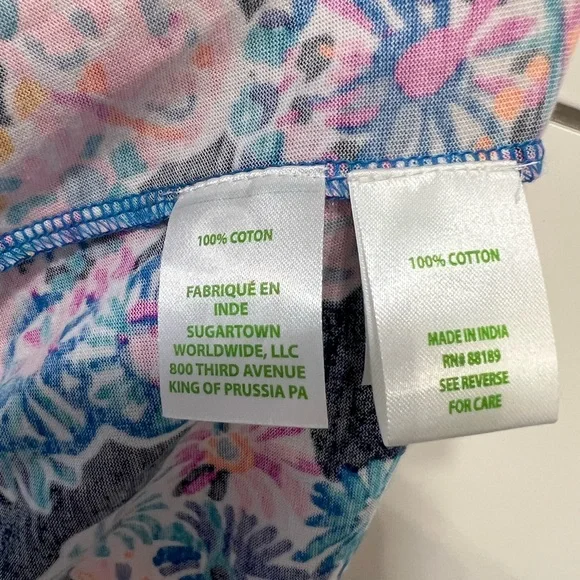 100% COTON
FABRIQUÉ EN
INDE
SUGARTOWN
WORLDWIDE, LLC
800 THIRD AVENUE
KING OF PRUSSIA PA
100% COTTON
MADE IN INDIA
RN# 88189
SEE REVERSE
FOR CARE